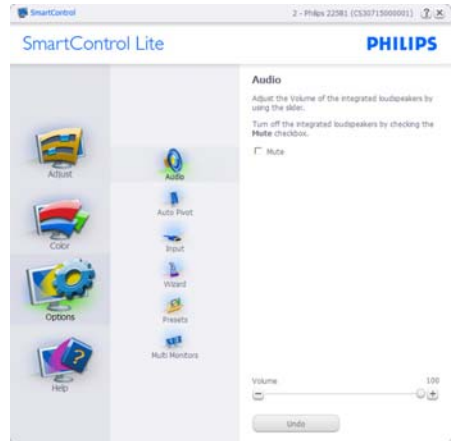 SmartControl
2 - Philips 225B1 (CS30715000001)
SmartControl Lite
PHILIPS
Adjust
Color
Options
Help
Audio
Auto Pivot
Input
Wizard
Presets
Multi Monitors
Audio
Adjust the Volume of the integrated loudspeakers by
using the slider.
Turn off the integrated loudspeakers by checking the
Mute checkbox.
Mute
Volume
100
Undo